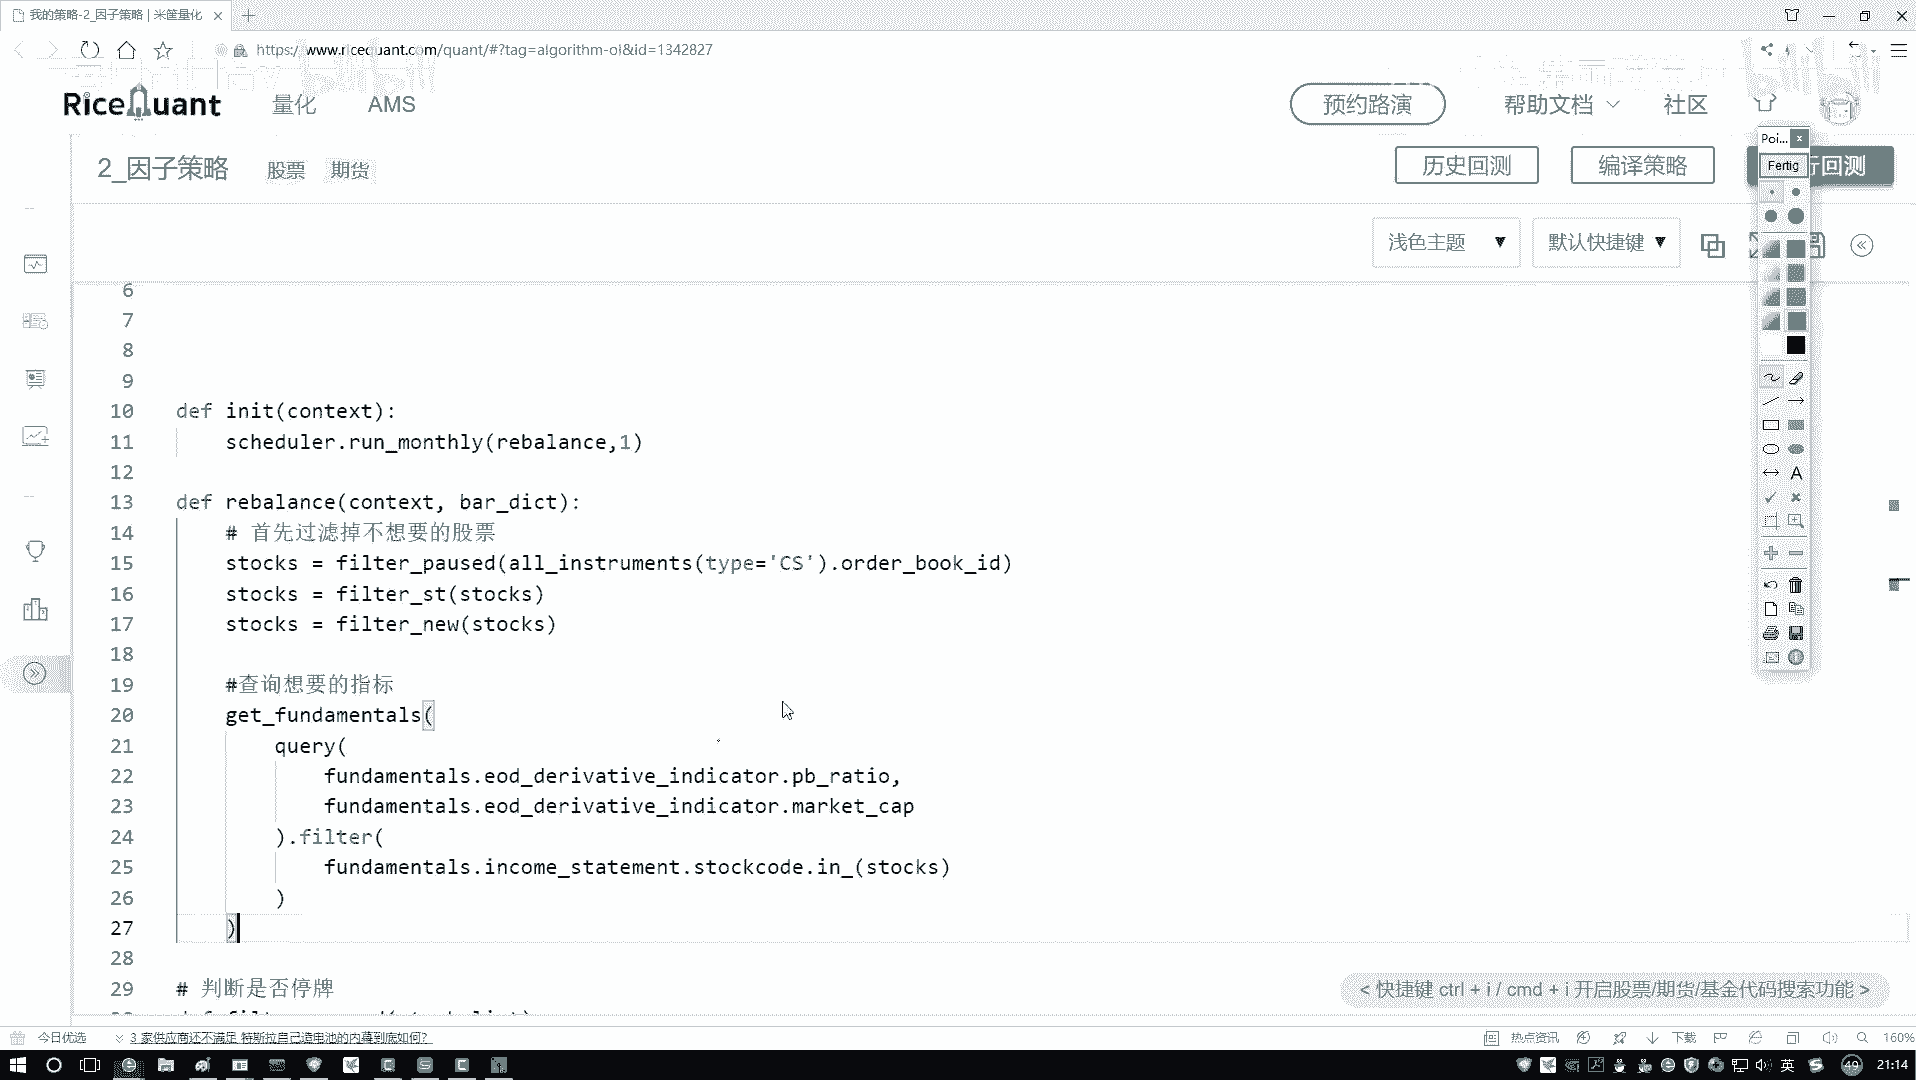 我的策略-2_因子策略 | 米筐量化
https://www.ricequant.com/quant/#?tag=algorithm-ol&id=1342827
RiceQuant
量化
AMS
预约路演
帮助文档
社区
2_因子策略
股票
期货
历史回测
编译策略
行回测
Poi...
Fertig
浅色主题
默认快捷键
6
7
8
9
10 def init(context):
11 scheduler.run_monthly(rebalance,1)
12
13 def rebalance(context, bar_dict):
14 # 首先过滤掉不想要的股票
15 stocks = filter_paused(all_instruments(type='CS').order_book_id)
16 stocks = filter_st(stocks)
17 stocks = filter_new(stocks)
18
19 #查询想要的指标
20 get_fundamentals(
21 query(
22 fundamentals.eod_derivative_indicator.pb_ratio,
23 fundamentals.eod_derivative_indicator.market_cap
24 ).filter(
25 fundamentals.income_statement.stockcode.in_(stocks)
26 )
27 )
28
29 # 判断是否停牌
< 快捷键 ctrl + i / cmd + i 开启股票/期货/基金代码搜索功能 >
今日优选
3 家供应商还不满足 特斯拉自己造电池的内幕到底如何?
热点资讯
下载
160%
英
49
21:14